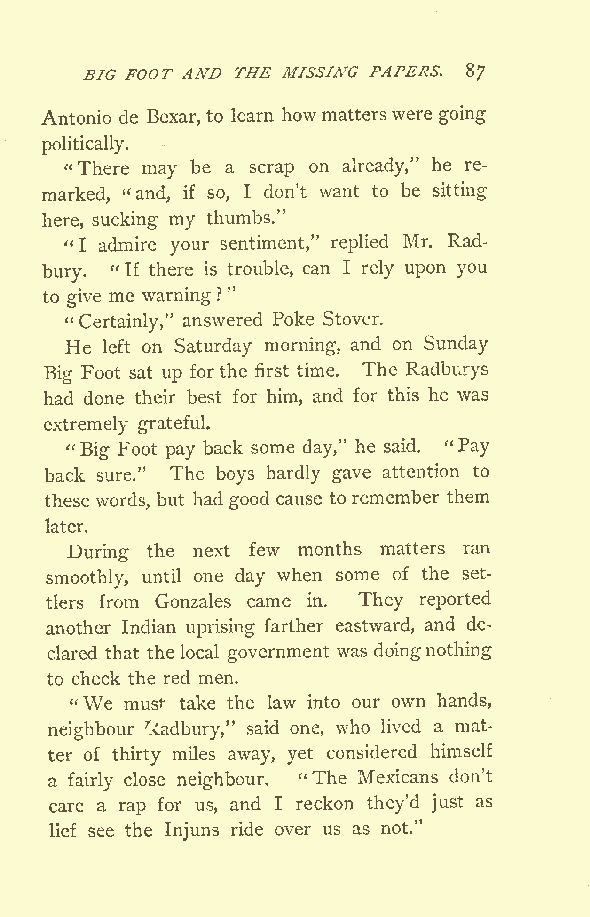 BIG FOOT AND THE MISSING PAPERS. 87
Antonio de Bexar, to learn how matters were going
politically.
"There may be a scrap on already," he re-
marked, "and, if so, I don't want to be sitting
here, sucking my thumbs."
"I admire your sentiment," replied Mr. Rad-
bury. "If there is trouble, can I rely upon you
to give me warning?"
"Certainly," answered Poke Stover.
He left on Saturday morning, and on Sunday
Big Foot sat up for the first time. The Radburys
had done their best for him, and for this he was
extremely grateful.
"Big Foot pay back some day," he said. "Pay
back sure." The boys hardly gave attention to
these words, but had good cause to remember them
later.
During the next few months matters ran
smoothly, until one day when some of the set-
tlers from Gonzales came in. They reported
another Indian uprising farther eastward, and de-
clared that the local government was doing nothing
to check the red men.
"We must take the law into our own hands,
neighbour Radbury," said one, who lived a mat-
ter of thirty miles away, yet considered himself
a fairly close neighbour. "The Mexicans don't
care a rap for us, and I reckon they'd just as
lief see the Injuns ride over us as not."